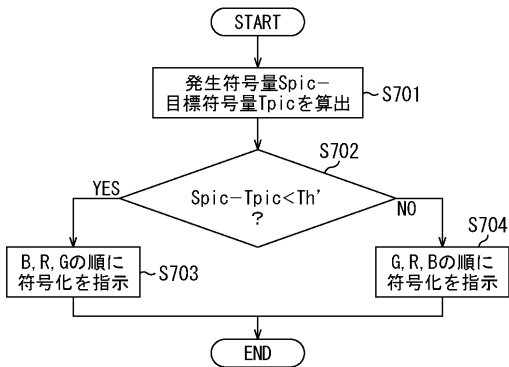 START
発生符号量Spic−
目標符号量Tpicを算出
S701
S702
Spic−Tpic<Th'
?
YES
NO
B,R,Gの順に
符号化を指示
S703
S704
G,R,Bの順に
符号化を指示
END